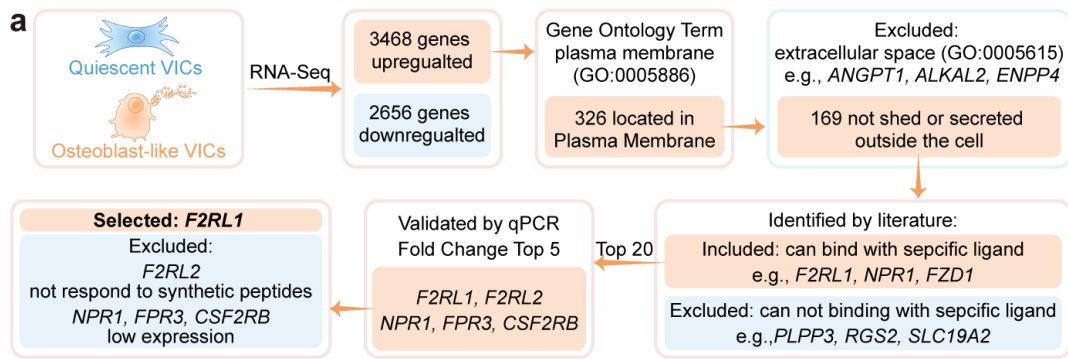 a
Quiescent VICs
Osteoblast-like VICs
RNA-Seq
3468 genes
upregualted
2656 genes
downregualted
Gene Ontology Term
plasma membrane
(GO:0005886)
326 located in
Plasma Membrane
Excluded:
extracellular space (GO:0005615)
e.g., ANGPT1, ALKAL2, ENPP4
169 not shed or secreted
outside the cell
Identified by literature:
Included: can bind with sepcific ligand
e.g., F2RL1, NPR1, FZD1
Excluded: can not binding with sepcific ligand
e.g.,PLPP3, RGS2, SLC19A2
Top 20
Validated by qPCR
Fold Change Top 5
F2RL1, F2RL2
NPR1, FPR3, CSF2RB
Selected: F2RL1
Excluded:
F2RL2
not respond to synthetic peptides
NPR1, FPR3, CSF2RB
low expression